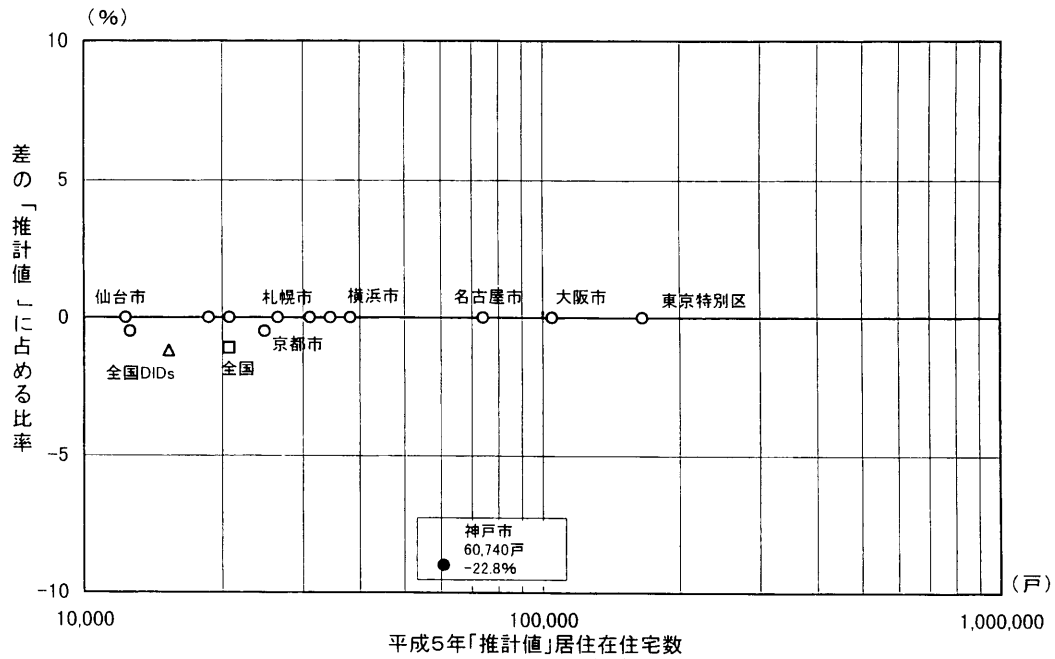 (%)
10
5
0
-5
-10
差の「推計値」に占める比率
仙台市
札幌市
横浜市
名古屋市
大阪市
東京特別区
京都市
全国DIDs
全国
神戸市
60,740戸
-22.8%
(戸)
10,000
100,000
1,000,000
平成5年「推計値」居住在住宅数